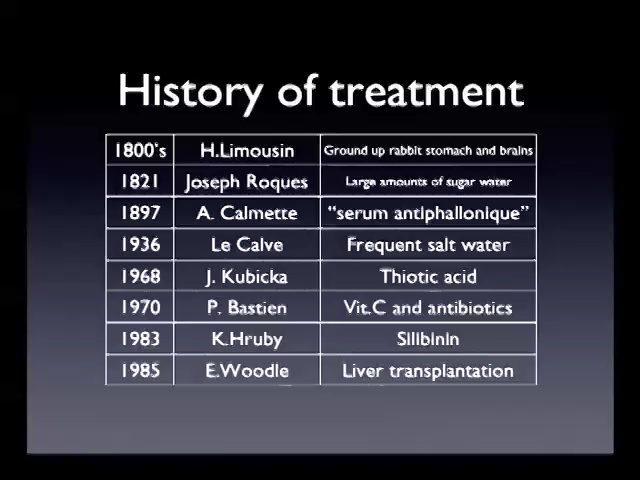 History of treatment
1800's H.Limousin Ground up rabbit stomach and brains
1821 Joseph Roques Large amounts of sugar water
1897 A. Calmette "serum antiphallonique"
1936 Le Calve Frequent salt water
1968 J. Kubicka Thiotic acid
1970 P. Bastien Vit.C and antibiotics
1983 K.Hruby Silibinin
1985 E.Woodle Liver transplantation